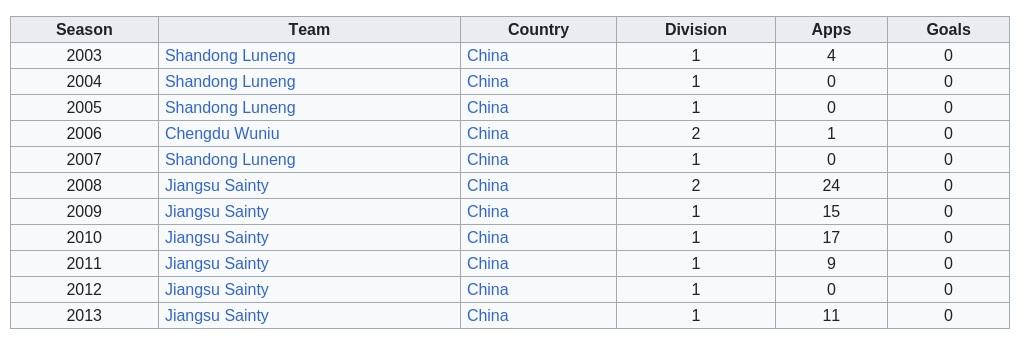 Season Team Country Division Apps Goals
2003 Shandong Luneng China 1 4 0
2004 Shandong Luneng China 1 0 0
2005 Shandong Luneng China 1 0 0
2006 Chengdu Wuniu China 2 1 0
2007 Shandong Luneng China 1 0 0
2008 Jiangsu Sainty China 2 24 0
2009 Jiangsu Sainty China 1 15 0
2010 Jiangsu Sainty China 1 17 0
2011 Jiangsu Sainty China 1 9 0
2012 Jiangsu Sainty China 1 0 0
2013 Jiangsu Sainty China 1 11 0